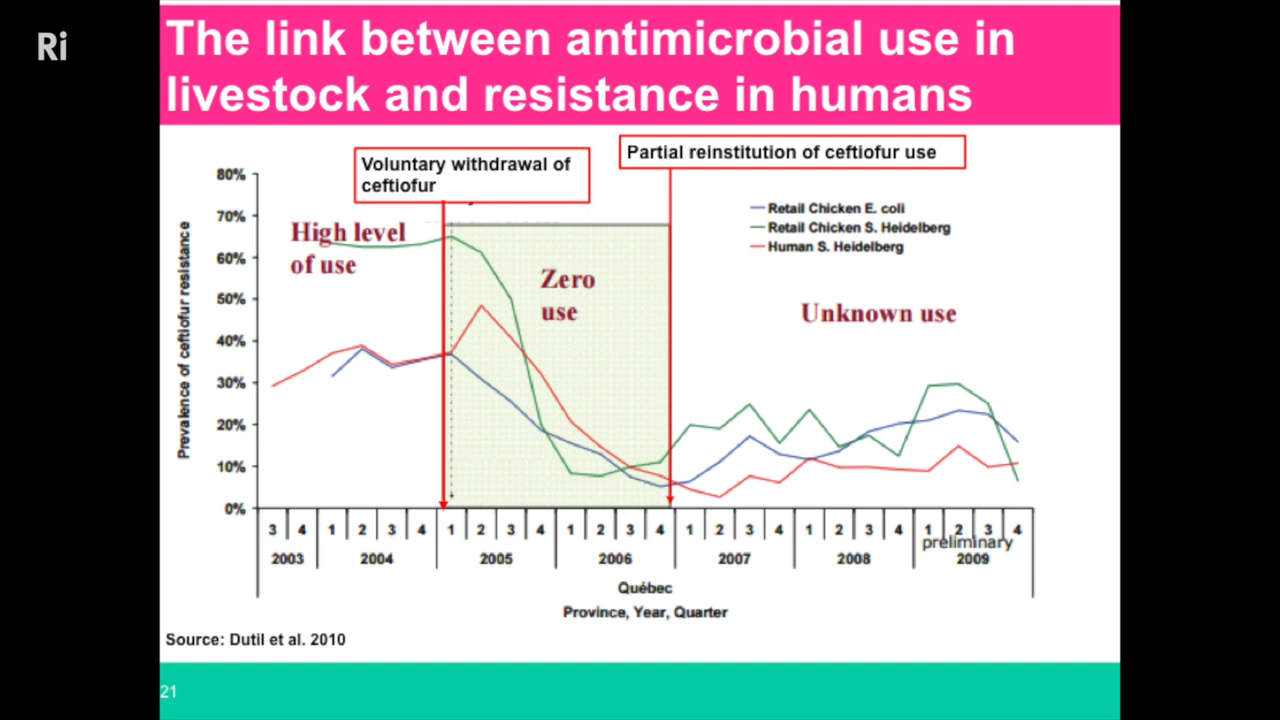 Ri
The link between antimicrobial use in
livestock and resistance in humans
Voluntary withdrawal of
ceftiofur
Partial reinstitution of ceftiofur use
80%
70%
60%
50%
40%
30%
20%
10%
0%
Prevalence of ceftiofur resistance
High level
of use
Zero
use
Unknown use
Retail Chicken E. coli
Retail Chicken S. Heidelberg
Human S. Heidelberg
3 4 1 2 3 4 1 2 3 4 1 2 3 4 1 2 3 4 1 2 3 4 1 2 3 4
preliminary
2003 2004 2005 2006 2007 2008 2009
Québec
Province, Year, Quarter
Source: Dutil et al. 2010
21